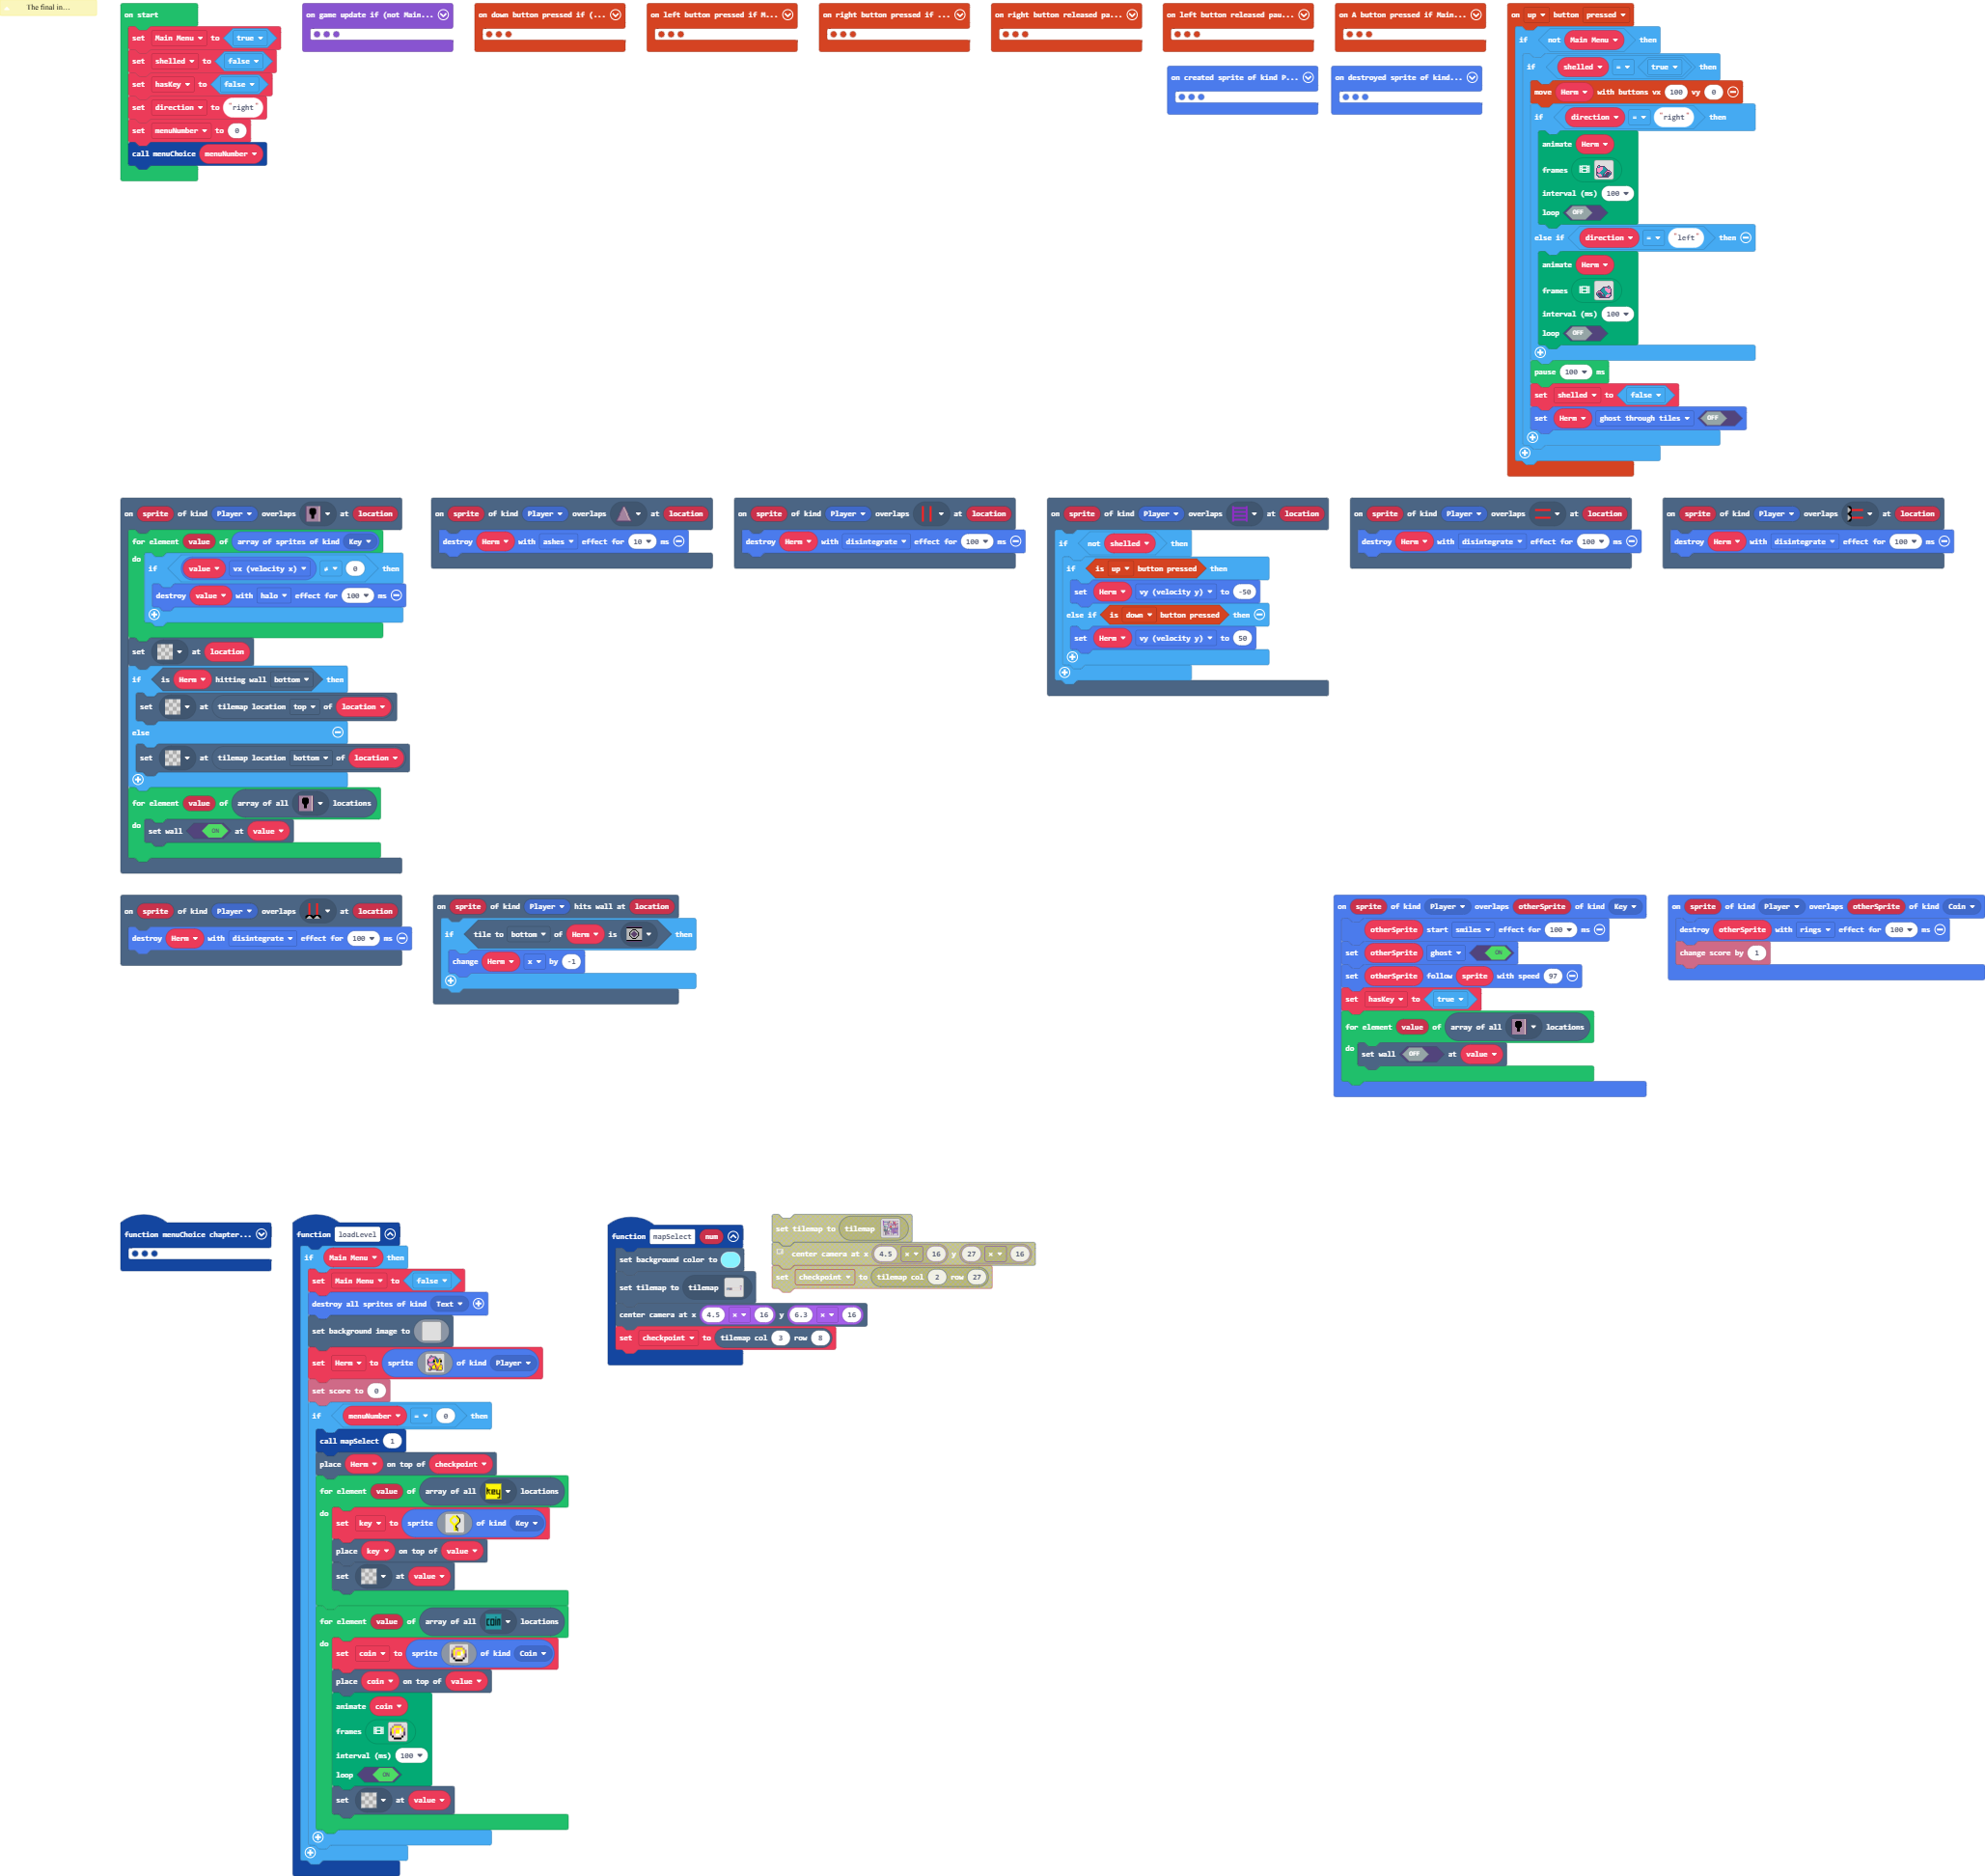 The final in...
on start
set Main Menu to true
set shelled to false
set hasKey to false
set direction to "right"
set menuNumber to 0
call menuChoice menuNumber
on game update if (not Main...
on down button pressed if (...
on left button pressed if M...
on right button pressed if ...
on right button released pa...
on left button released pau...
on A button pressed if Main...
on created sprite of kind P...
on destroyed sprite of kind...
on up button pressed
if not Main Menu then
if shelled = true then
move Herm with buttons vx 100 vy 0
if direction = "right" then
animate Herm
frames
interval (ms) 100
loop OFF
else if direction = "left" then
animate Herm
frames
interval (ms) 100
loop OFF
pause 100 ms
set shelled to false
set Herm ghost through tiles OFF
on sprite of kind Player overlaps at location
for element value of array of sprites of kind Key
do
if value vx (velocity x) ≠ 0 then
destroy value with halo effect for 100 ms
set at location
if is Herm hitting wall bottom then
set at tilemap location top of location
else
set at tilemap location bottom of location
for element value of array of all locations
do
set wall ON at value
on sprite of kind Player overlaps at location
destroy Herm with ashes effect for 10 ms
on sprite of kind Player overlaps at location
destroy Herm with disintegrate effect for 100 ms
on sprite of kind Player overlaps at location
if not shelled then
if is up button pressed then
set Herm vy (velocity y) to -50
else if is down button pressed then
set Herm vy (velocity y) to 50
on sprite of kind Player overlaps at location
destroy Herm with disintegrate effect for 100 ms
on sprite of kind Player overlaps at location
destroy Herm with disintegrate effect for 100 ms
on sprite of kind Player overlaps at location
destroy Herm with disintegrate effect for 100 ms
on sprite of kind Player hits wall at location
if tile to bottom of Herm is then
change Herm x by -1
on sprite of kind Player overlaps otherSprite of kind Key
otherSprite start smiles effect for 100 ms
set otherSprite ghost ON
set otherSprite follow sprite with speed 97
set hasKey to true
for element value of array of all locations
do
set wall OFF at value
on sprite of kind Player overlaps otherSprite of kind Coin
destroy otherSprite with rings effect for 100 ms
change score by 1
function menuChoice chapter...
function loadLevel
if Main Menu then
set Main Menu to false
destroy all sprites of kind Text
set background image to
set Herm to sprite of kind Player
set score to 0
if menuNumber = 0 then
call mapSelect 1
place Herm on top of checkpoint
for element value of array of all key locations
do
set key to sprite of kind Key
place key on top of value
set at value
for element value of array of all coin locations
do
set coin to sprite of kind Coin
place coin on top of value
animate coin
frames
interval (ms) 100
loop ON
set at value
function mapSelect num
set background color to
set tilemap to tilemap
center camera at x 4.5 × 16 y 6.3 × 16
set checkpoint to tilemap col 3 row 8
set tilemap to tilemap
center camera at x 4.5 × 16 y 27 × 16
set checkpoint to tilemap col 2 row 27